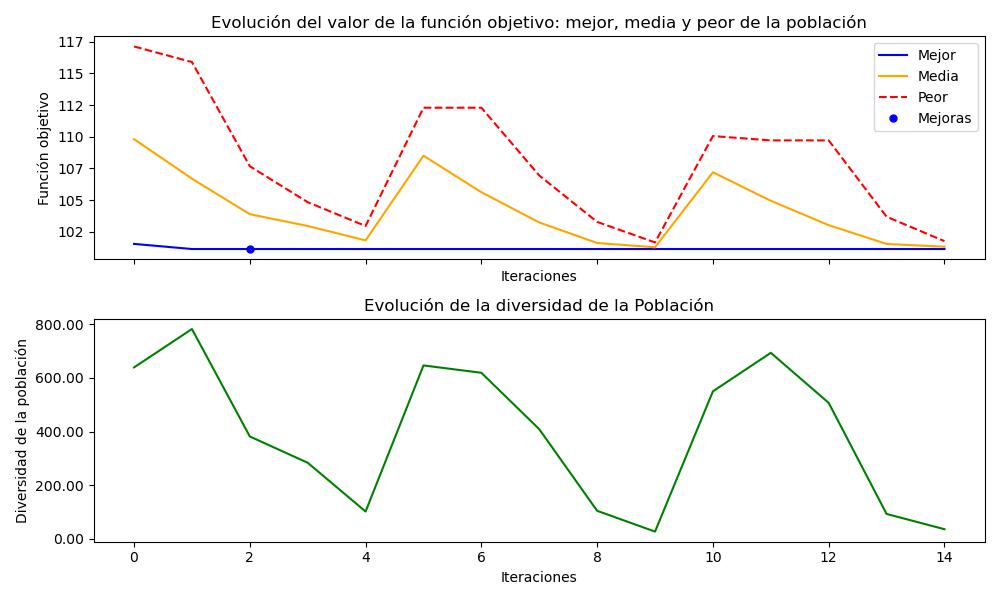 Evolución del valor de la función objetivo: mejor, media y peor de la población
117
115
112
110
107
105
102
Función objetivo
Mejor
Media
Peor
Mejoras
Iteraciones
Evolución de la diversidad de la Población
800.00
600.00
400.00
200.00
0.00
Diversidad de la población
0 2 4 6 8 10 12 14
Iteraciones